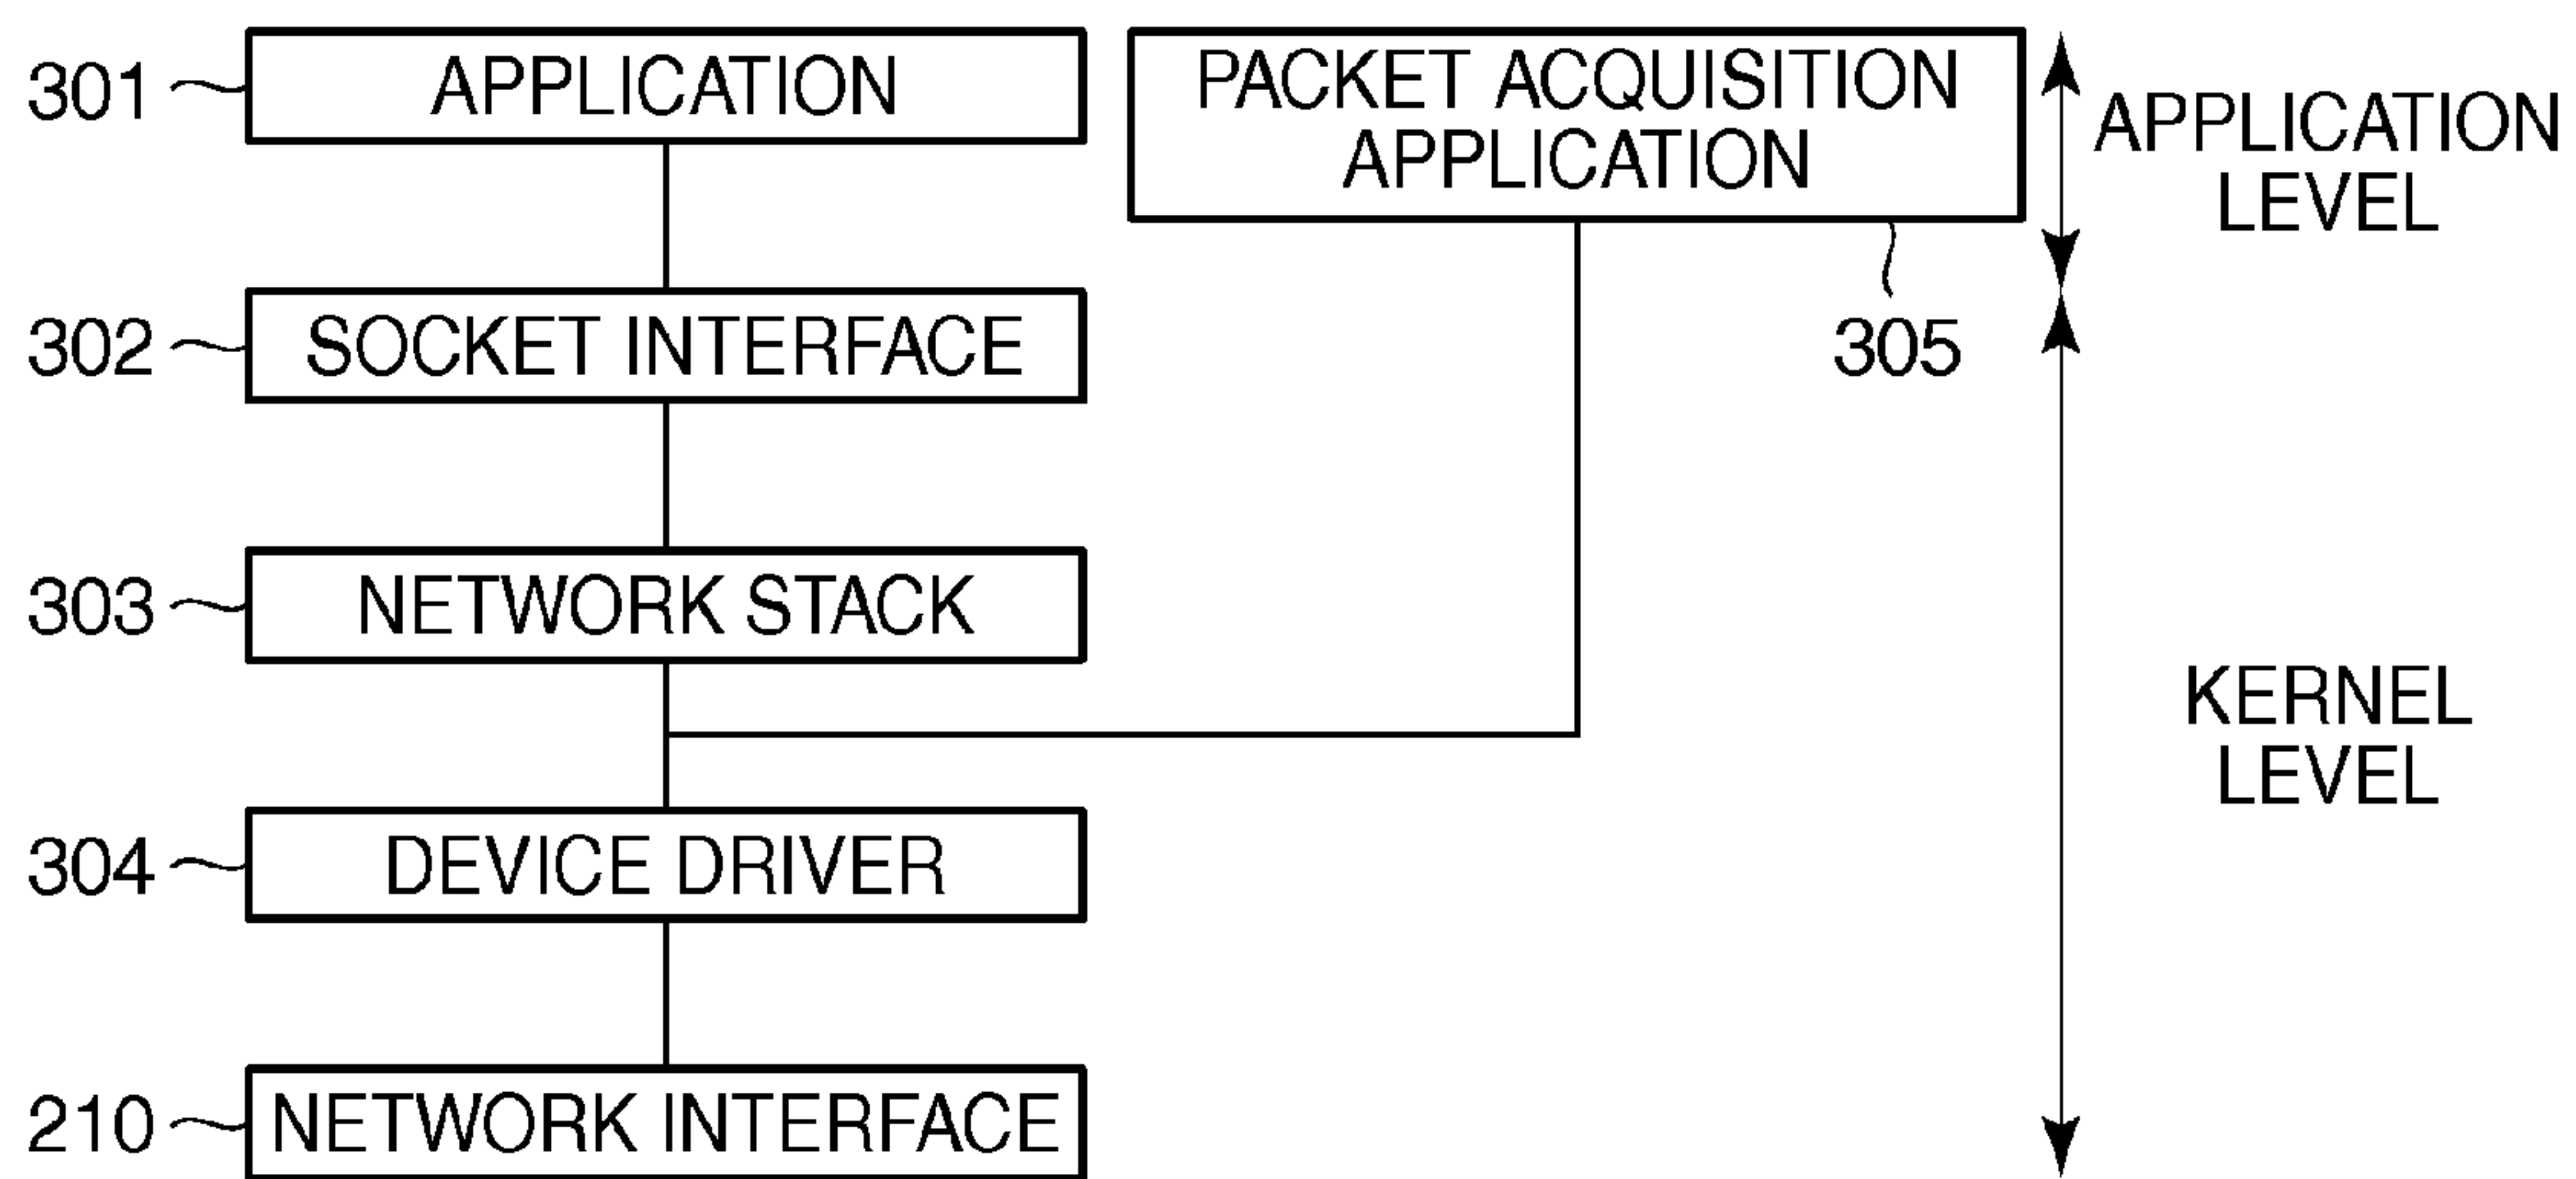 301
APPLICATION
PACKET ACQUISITION
APPLICATION
APPLICATION
LEVEL
302
SOCKET INTERFACE
305
303
NETWORK STACK
KERNEL
LEVEL
304
DEVICE DRIVER
210
NETWORK INTERFACE